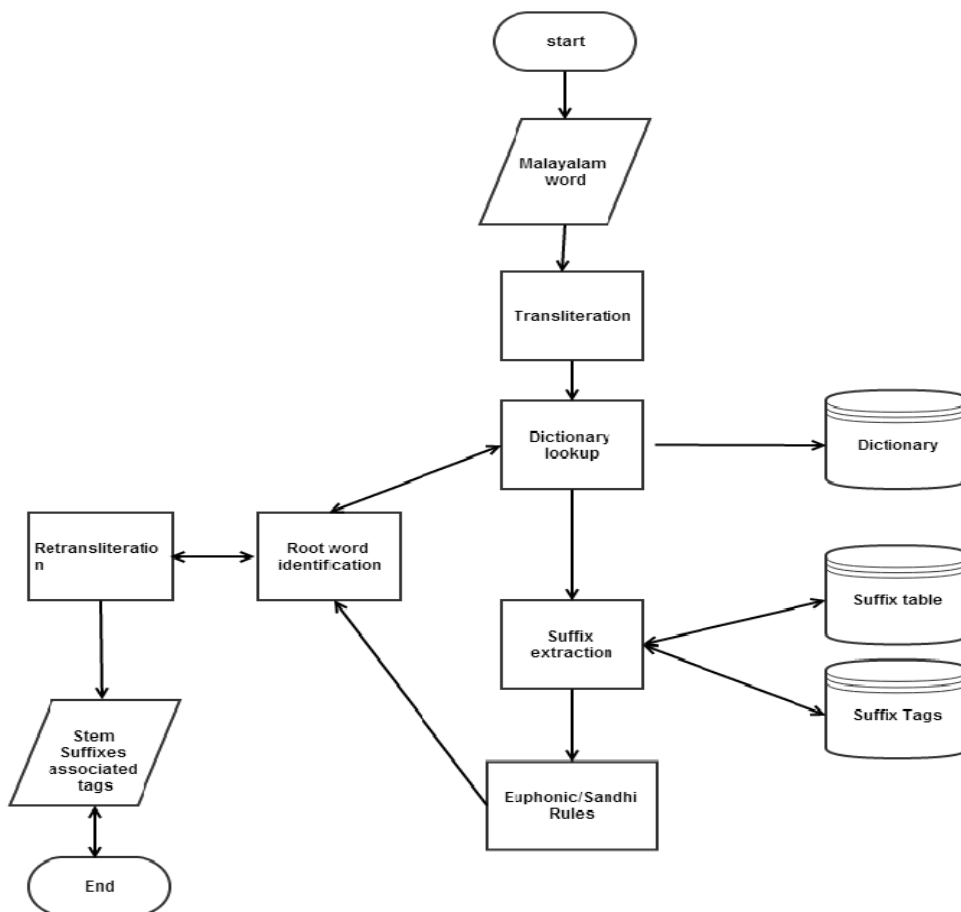 start
Malayalam
word
Transliteration
Dictionary
lookup
Dictionary
Retransliteratio
n
Root word
identification
Suffix
extraction
Suffix table
Suffix Tags
Stem
Suffixes
associated
tags
Euphonic/Sandhi
Rules
End